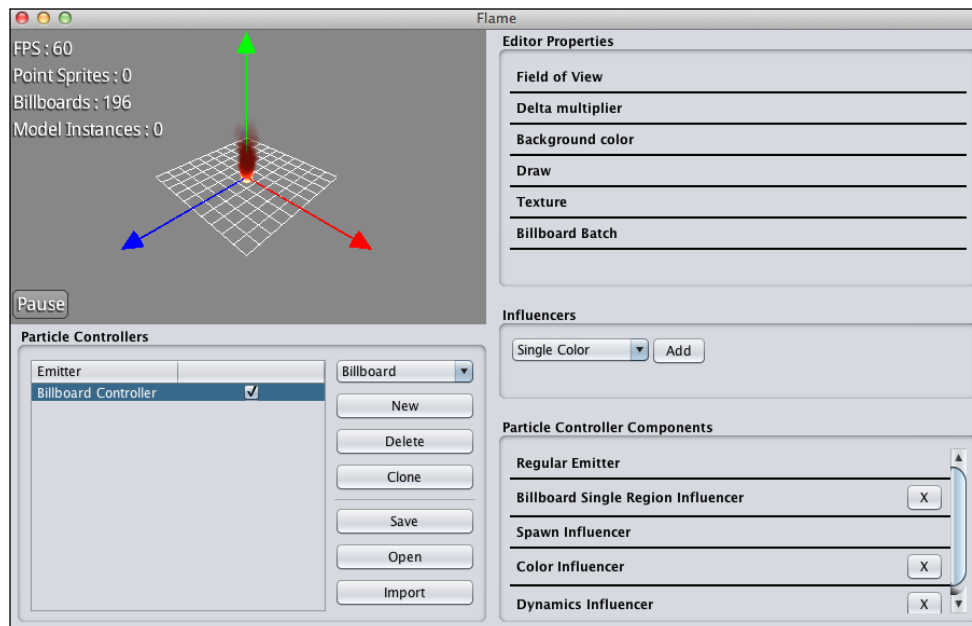 Flame
FPS : 60
Point Sprites : 0
Billboards : 196
Model Instances : 0
Pause
Particle Controllers
Emitter
Billboard Controller
Billboard
New
Delete
Clone
Save
Open
Import
Editor Properties
Field of View
Delta multiplier
Background color
Draw
Texture
Billboard Batch
Influencers
Single Color Add
Particle Controller Components
Regular Emitter
Billboard Single Region Influencer X
Spawn Influencer
Color Influencer X
Dynamics Influencer X